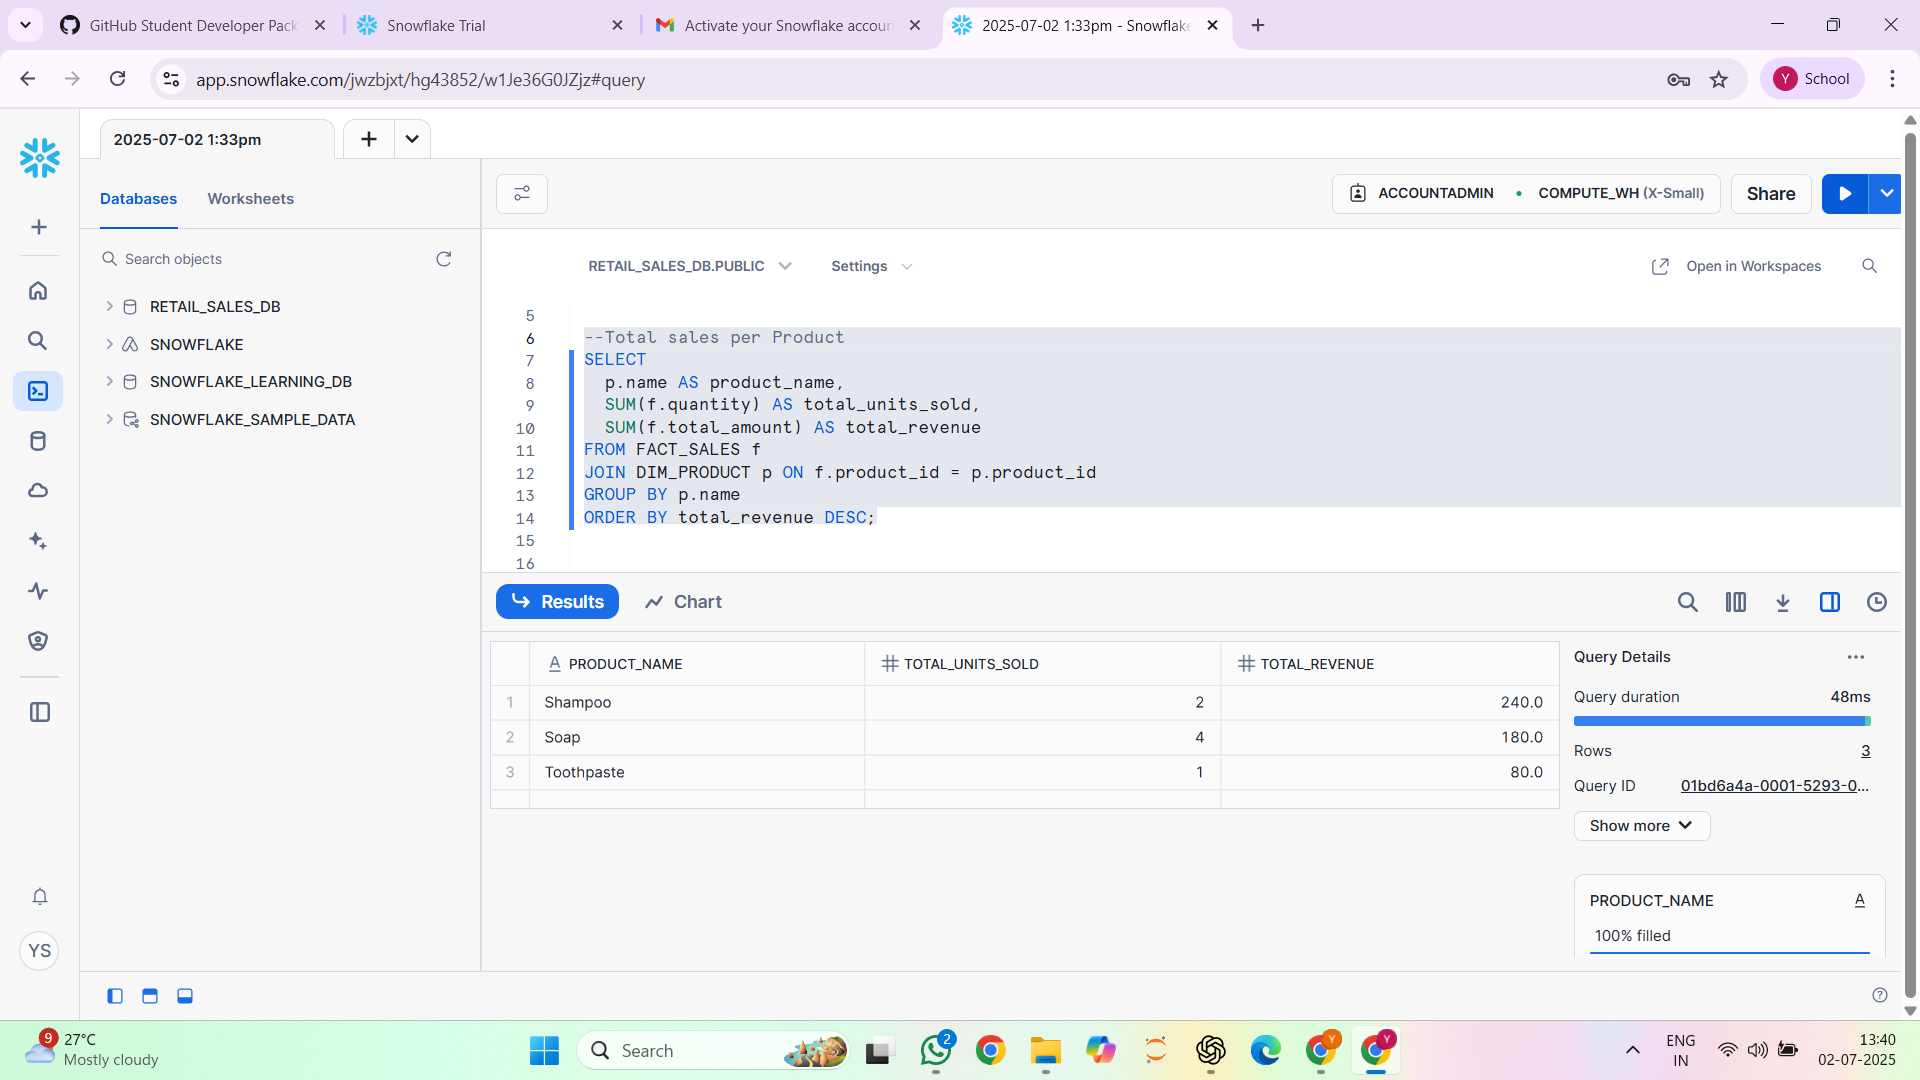 GitHub Student Developer Pack
Snowflake Trial
Activate your Snowflake accoun
2025-07-02 1:33pm - Snowflake
app.snowflake.com/jwzbjxt/hg43852/w1Je36G0JZjz#query
Y School
2025-07-02 1:33pm
Databases Worksheets
ACCOUNTADMIN COMPUTE_WH (X-Small) Share
Search objects
RETAIL_SALES_DB
SNOWFLAKE
SNOWFLAKE_LEARNING_DB
SNOWFLAKE_SAMPLE_DATA
YS
RETAIL_SALES_DB.PUBLIC Settings Open in Workspaces
5
6 --Total sales per Product
7 SELECT
8 p.name AS product_name,
9 SUM(f.quantity) AS total_units_sold,
10 SUM(f.total_amount) AS total_revenue
11 FROM FACT_SALES f
12 JOIN DIM_PRODUCT p ON f.product_id = p.product_id
13 GROUP BY p.name
14 ORDER BY total_revenue DESC;
15
16
Results Chart
A PRODUCT_NAME # TOTAL_UNITS_SOLD # TOTAL_REVENUE
1 Shampoo 2 240.0
2 Soap 4 180.0
3 Toothpaste 1 80.0
Query Details
Query duration 48ms
Rows 3
Query ID 01bd6a4a-0001-5293-0...
Show more
PRODUCT_NAME A
100% filled
9 27°C
Mostly cloudy
Search
2
Y
Y
ENG
IN
13:40
02-07-2025